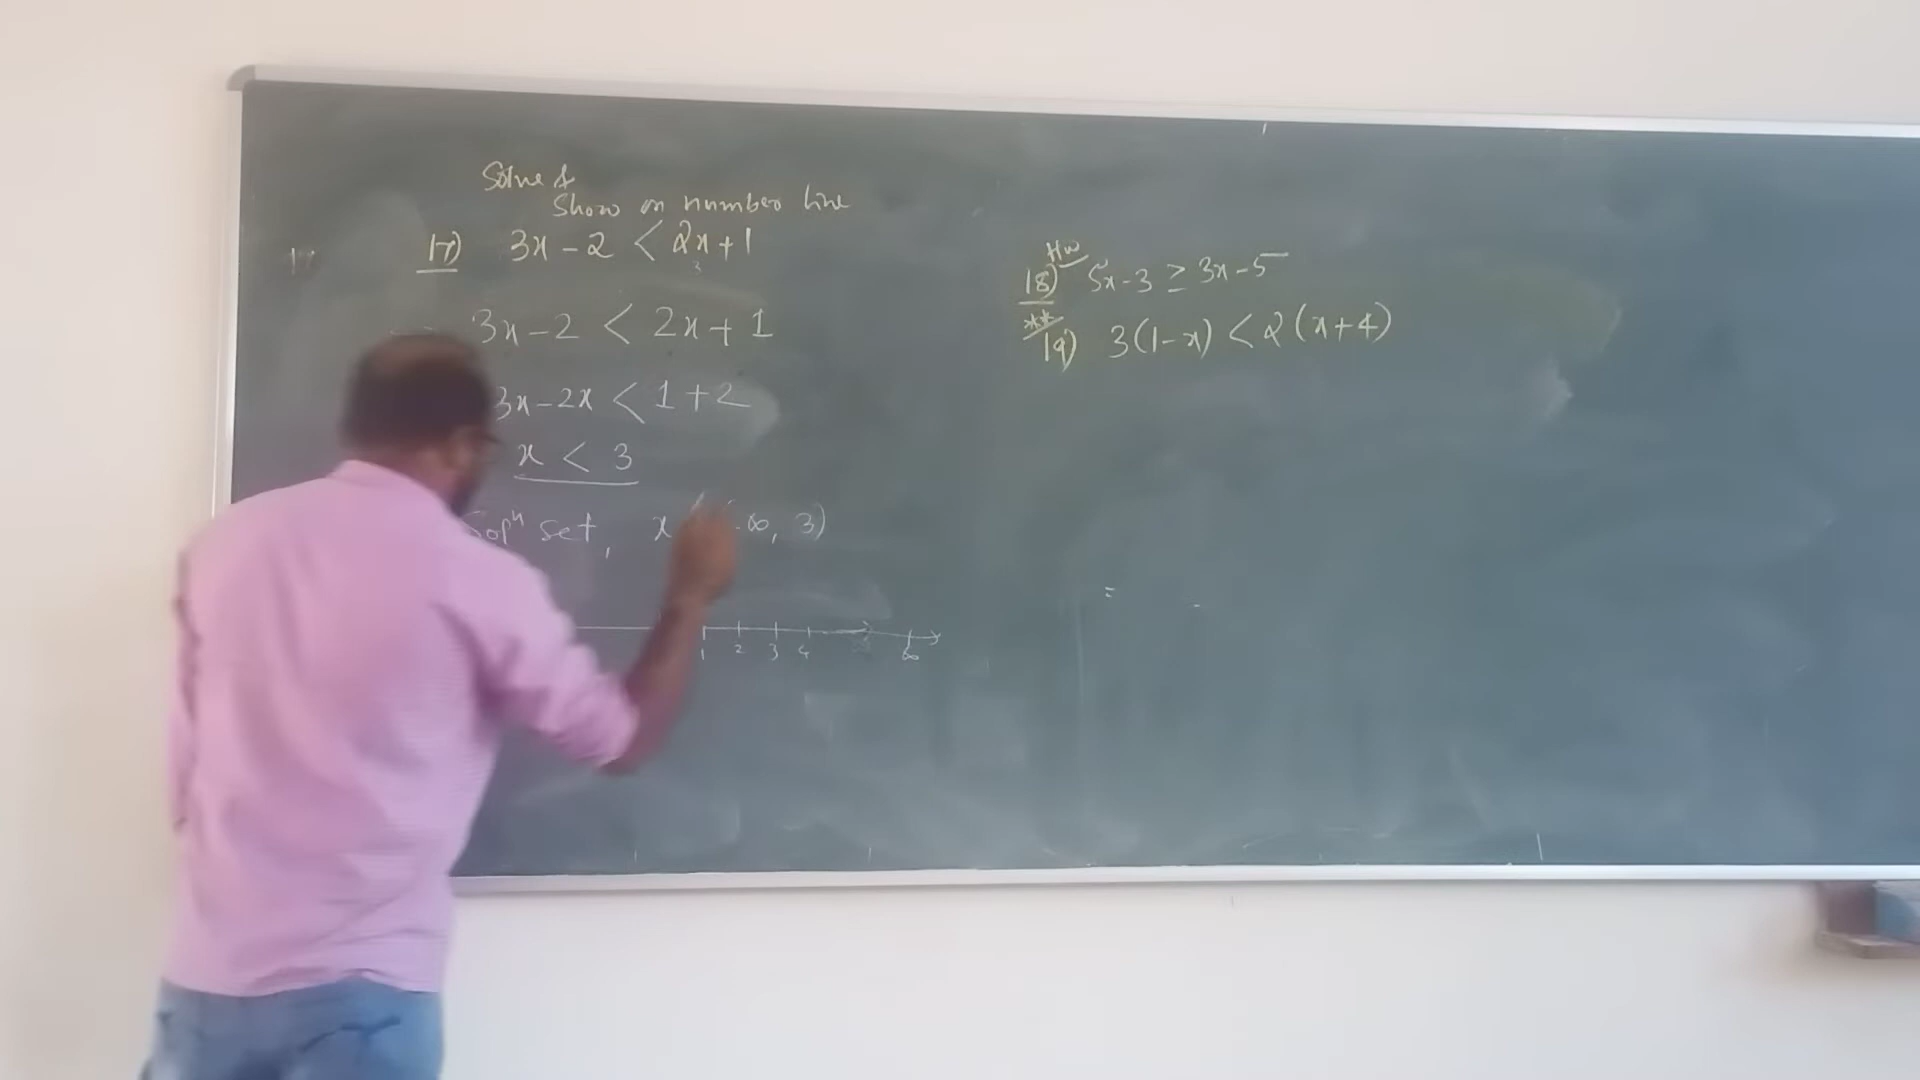 Solve &
Show on number line
17) 3x - 2 < 2x + 1
3x - 2 < 2x + 1
3x - 2x < 1 + 2
x < 3
set, x ∞, 3)
1 2 3 4 ∞
HW
18) 5x - 3 ≥ 3x - 5
**
19) 3(1 - x) < 2(x + 4)